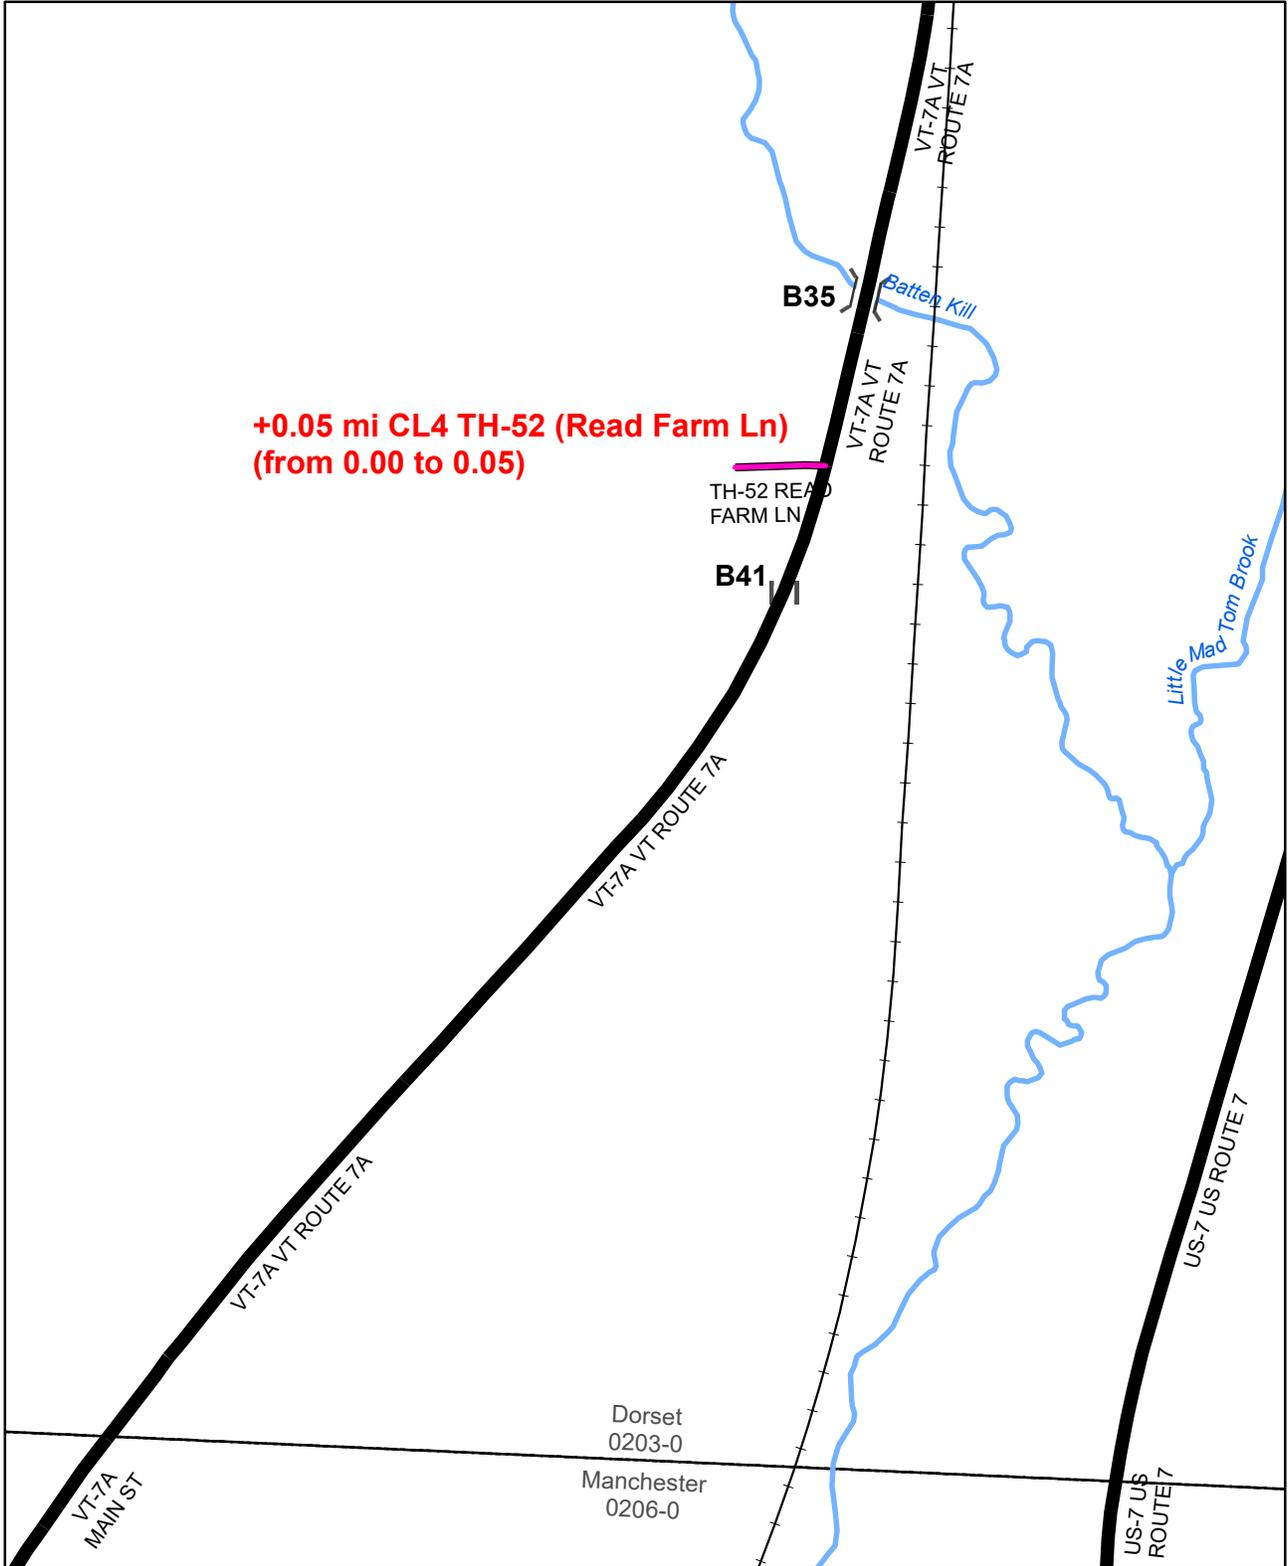 VT-7A VT
ROUTE 7A
B35
Batten Kill
VT-7A VT
ROUTE 7A
+0.05 mi CL4 TH-52 (Read Farm Ln)
(from 0.00 to 0.05)
TH-52 READ
FARM LN
B41
Little Mad Tom Brook
VT-7A VT ROUTE 7A
VT-7A VT ROUTE 7A
US-7 US ROUTE 7
Dorset
0203-0
Manchester
0206-0
VT-7A
MAIN ST
US-7 US
ROUTE 7